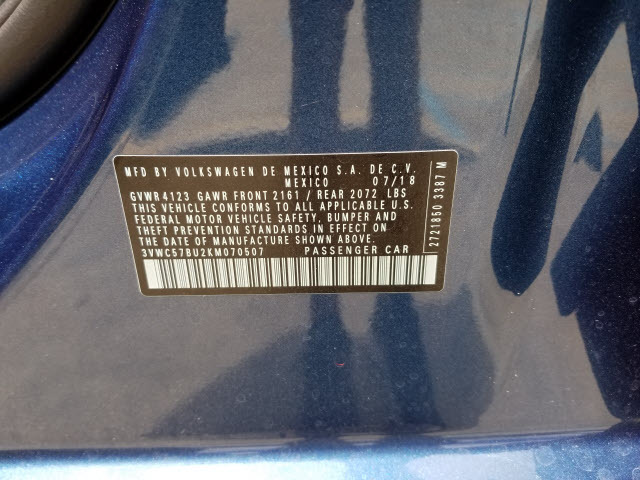 MFD BY VOLKSWAGEN DE MEXICO S.A. DE C.V.
MEXICO 07/18
GVWR 4123 GAWR FRONT 2161 / REAR 2072 LBS
THIS VEHICLE CONFORMS TO ALL APPLICABLE U.S.
FEDERAL MOTOR VEHICLE SAFETY, BUMPER AND
THEFT PREVENTION STANDARDS IN EFFECT ON
THE DATE OF MANUFACTURE SHOWN ABOVE.
3VWC57BU2KM070507 PASSENGER CAR
2721850 3387 M